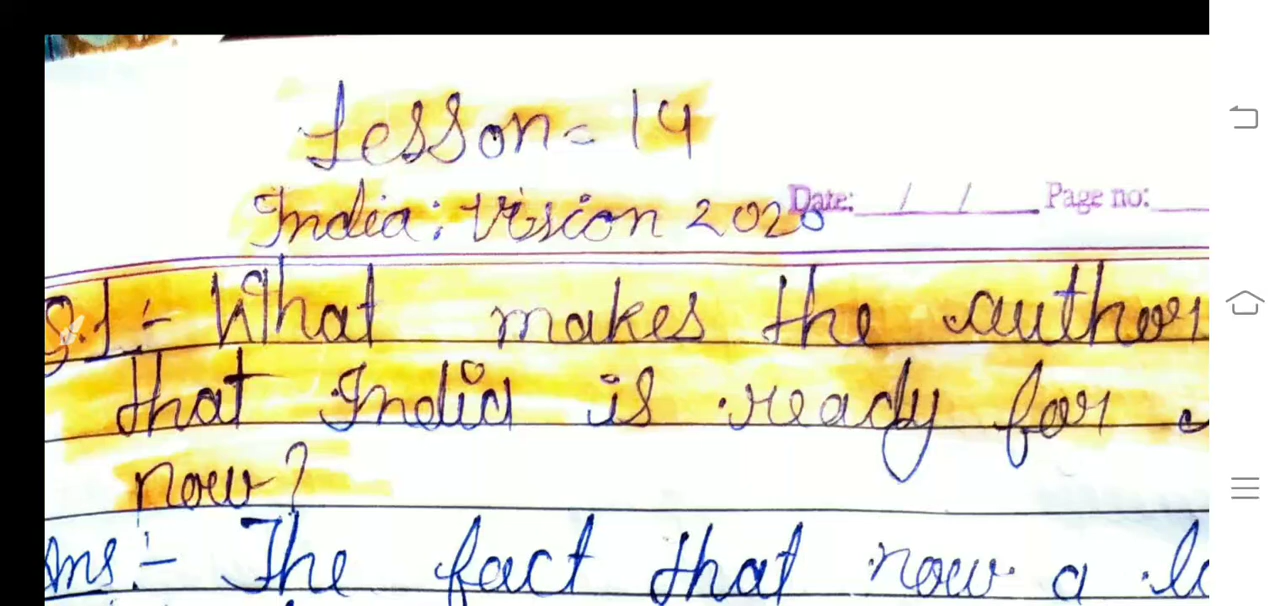 Lesson = 14
India: Vision 2020
Date: / / Page no:
Q.1:- What makes the author
that India is ready for
now?
Ans:- The fact that now a